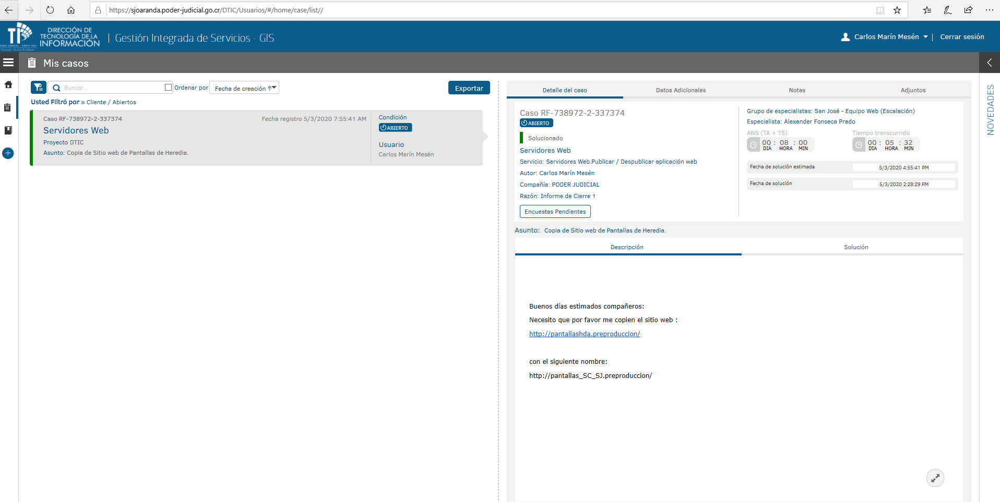 https://sjoaranda.poder-judicial.go.cr/DTIC/Usuarios/#/home/case/list//
TI
DIRECCIÓN DE
TECNOLOGÍA DE LA
INFORMACIÓN
Gestión Integrada de Servicios - GIS
Carlos Marín Mesén
Cerrar sesión
Mis casos
Buscar...
Ordenar por
Fecha de creación
Exportar
Usted Filtró por » Cliente / Abiertos
Caso RF-738972-2-337374
Fecha registro 5/3/2020 7:55:41 AM
Servidores Web
Proyecto DTIC
Asunto: Copia de Sitio web de Pantallas de Heredia.
Condición
ABIERTO
Usuario
Carlos Marín Mesén
Detalle del caso
Datos Adicionales
Notas
Adjuntos
Caso RF-738972-2-337374
ABIERTO
Solucionado
Servidores Web
Servicio: Servidores Web.Publicar / Despublicar aplicación web
Autor: Carlos Marín Mesén
Compañía: PODER JUDICIAL
Razón: Informe de Cierre 1
Encuestas Pendientes
Grupo de especialistas: San José - Equipo Web (Escalación)
Especialista: Alexander Fonseca Prado
ANS (TA + TS)
00 : 08 : 00
DIA HORA MIN
Tiempo transcurrido
00 : 05 : 32
DIA HORA MIN
Fecha de solución estimada
5/3/2020 4:55:41 PM
Fecha de solución
5/3/2020 2:28:29 PM
Asunto: Copia de Sitio web de Pantallas de Heredia.
Descripción
Solución
Buenos días estimados compañeros:
Necesito que por favor me copien el sitio web :
http://pantallashda.preproduccion/
con el siguiente nombre:
http://pantallas_SC_SJ.preproduccion/
NOVEDADES